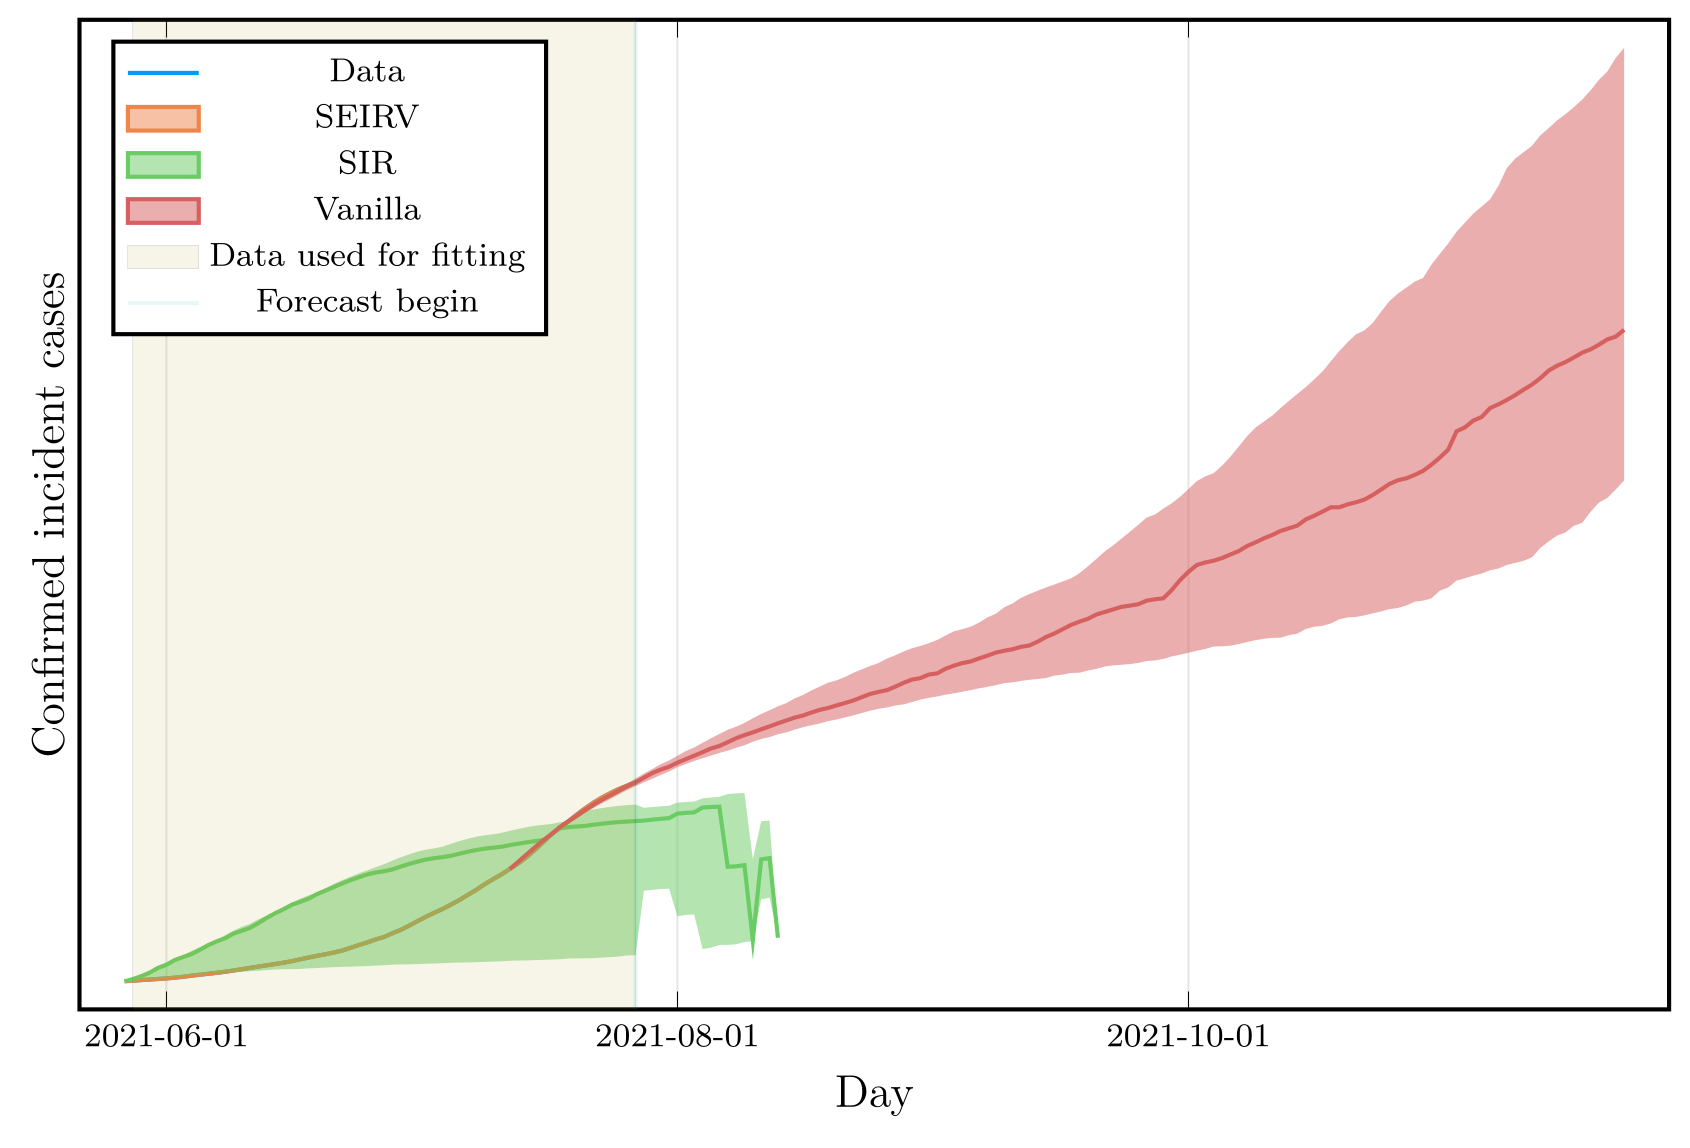 Data
SEIRV
SIR
Vanilla
Data used for fitting
Forecast begin
Confirmed incident cases
2021-06-01
2021-08-01
2021-10-01
Day